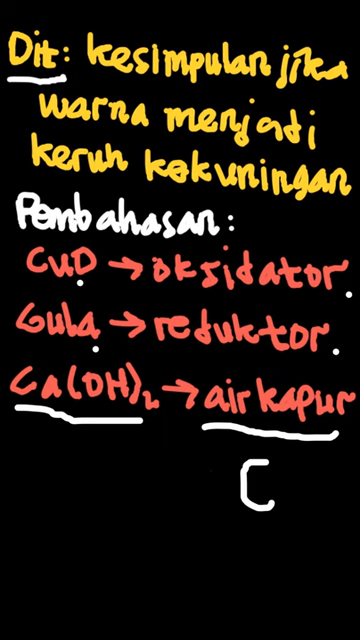 Dit: kesimpulan jika
warna menjadi
keruh kekuningan
Pembahasan:
CuO → oksidator.
Gula → reduktor.
Ca(OH)₂ → air kapur
C